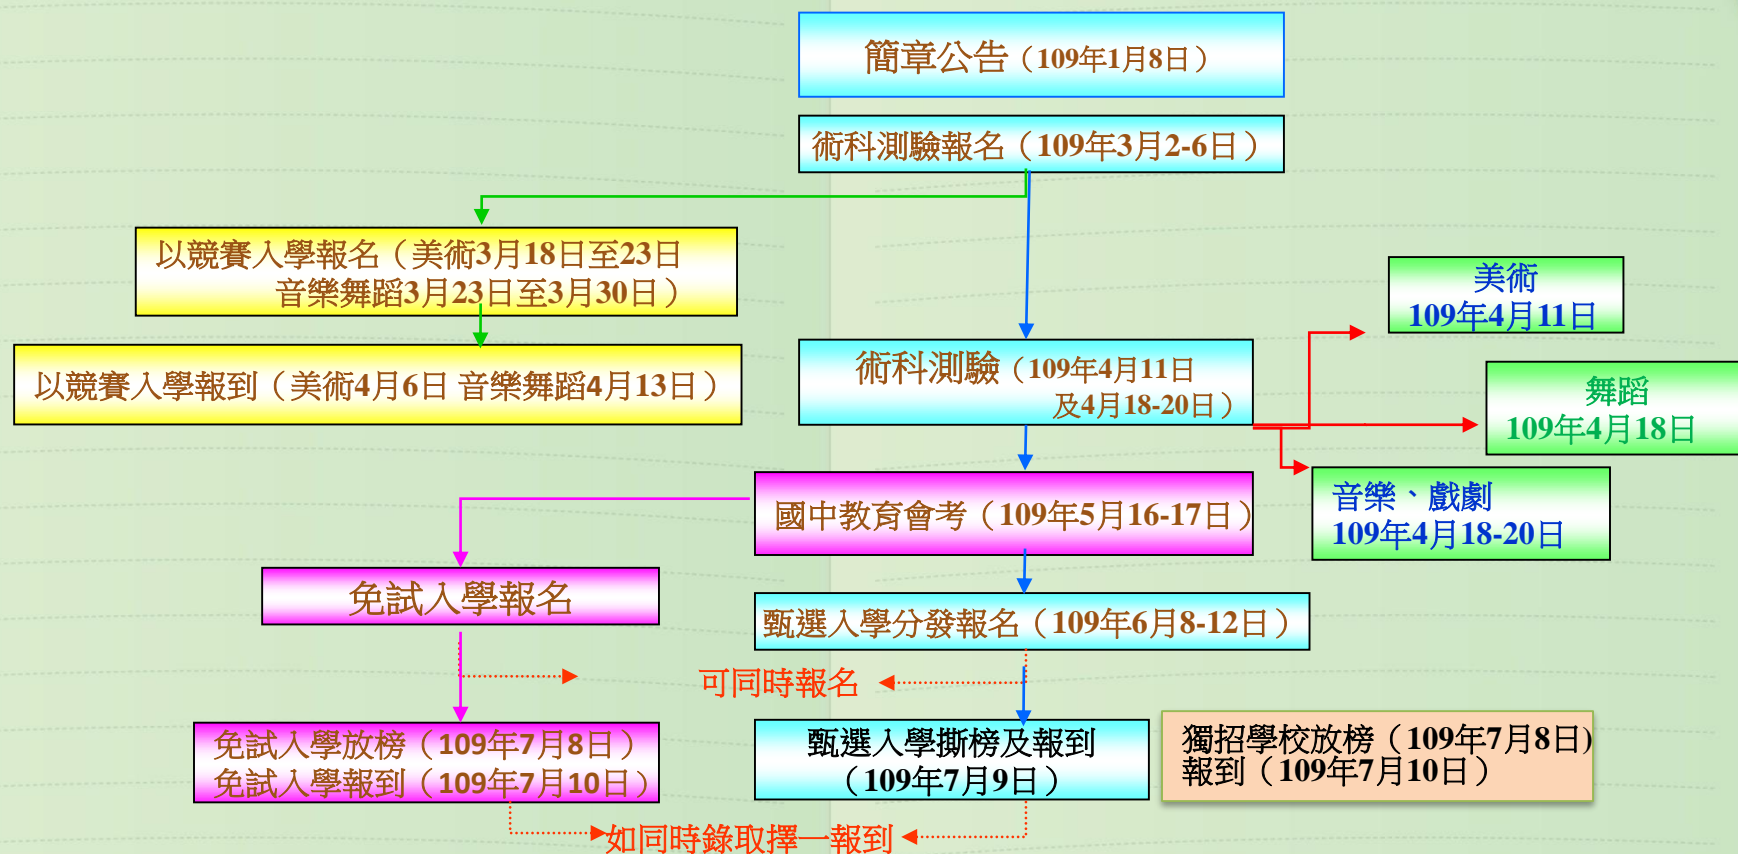 簡章公告（109年1月8日）
術科測驗報名（109年3月2-6日）
以競賽入學報名（美術3月18日至23日
音樂舞蹈3月23日至3月30日）
以競賽入學報到（美術4月6日 音樂舞蹈4月13日）
術科測驗（109年4月11日
及4月18-20日）
美術
109年4月11日
舞蹈
109年4月18日
音樂、戲劇
109年4月18-20日
國中教育會考（109年5月16-17日）
免試入學報名
甄選入學分發報名（109年6月8-12日）
可同時報名
免試入學放榜（109年7月8日）
免試入學報到（109年7月10日）
甄選入學撕榜及報到
（109年7月9日）
獨招學校放榜（109年7月8日)
報到（109年7月10日）
如同時錄取擇一報到